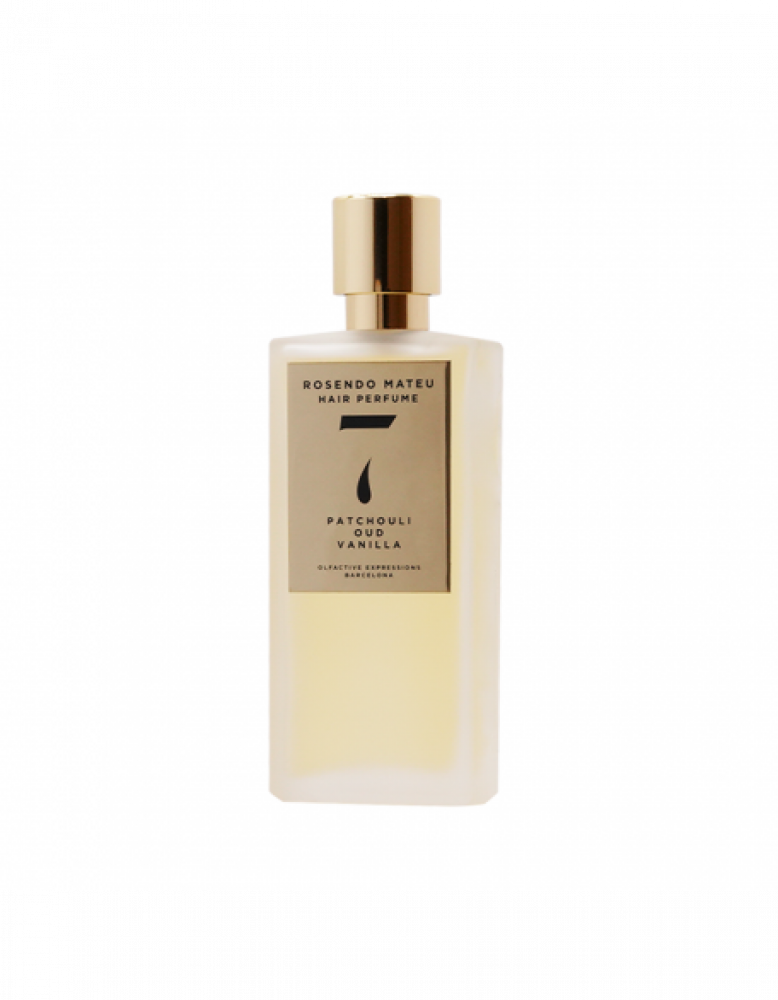 ROSENDO MATEU
HAIR PERFUME
7
PATCHOULI
OUD
VANILLA
OLFACTIVE EXPRESSIONS
BARCELONA